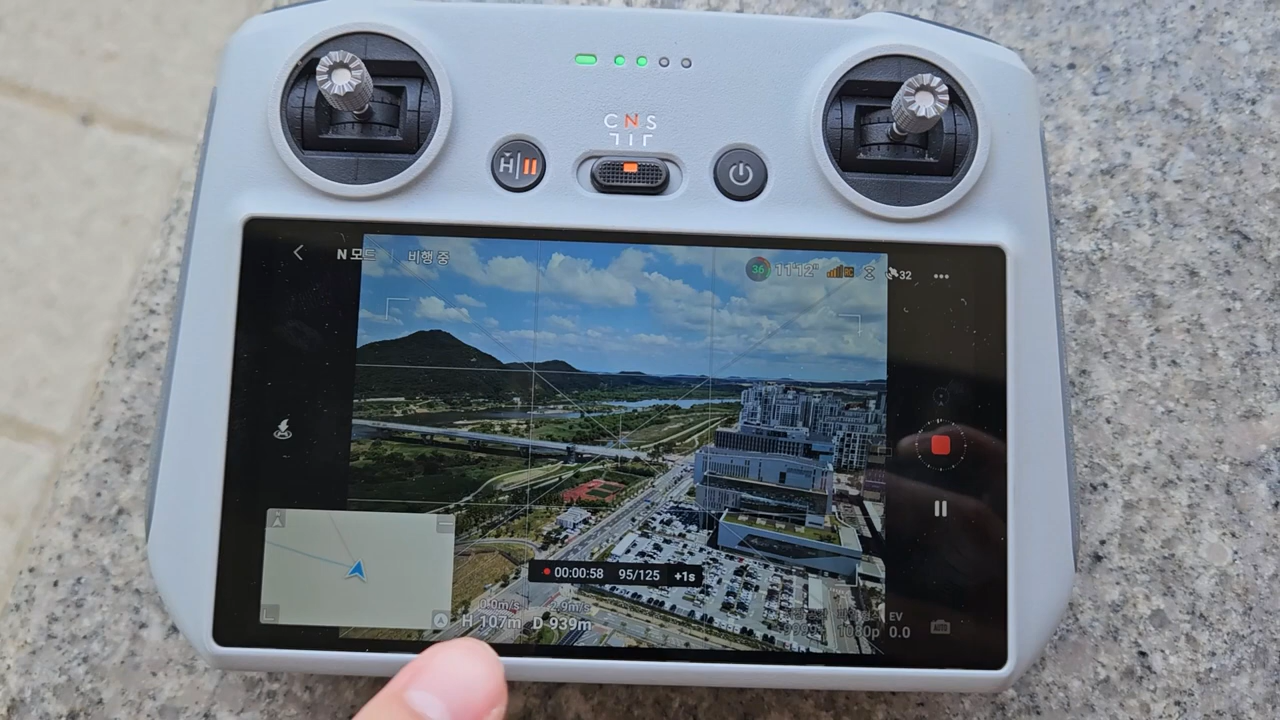 C N S
H
N 모드 | 비행 중
36 11'12" RC 32
00:00:58 95/125 +1s
0.0m/s 2.9m/s
H 107m D 939m
EV
1080p 0.0